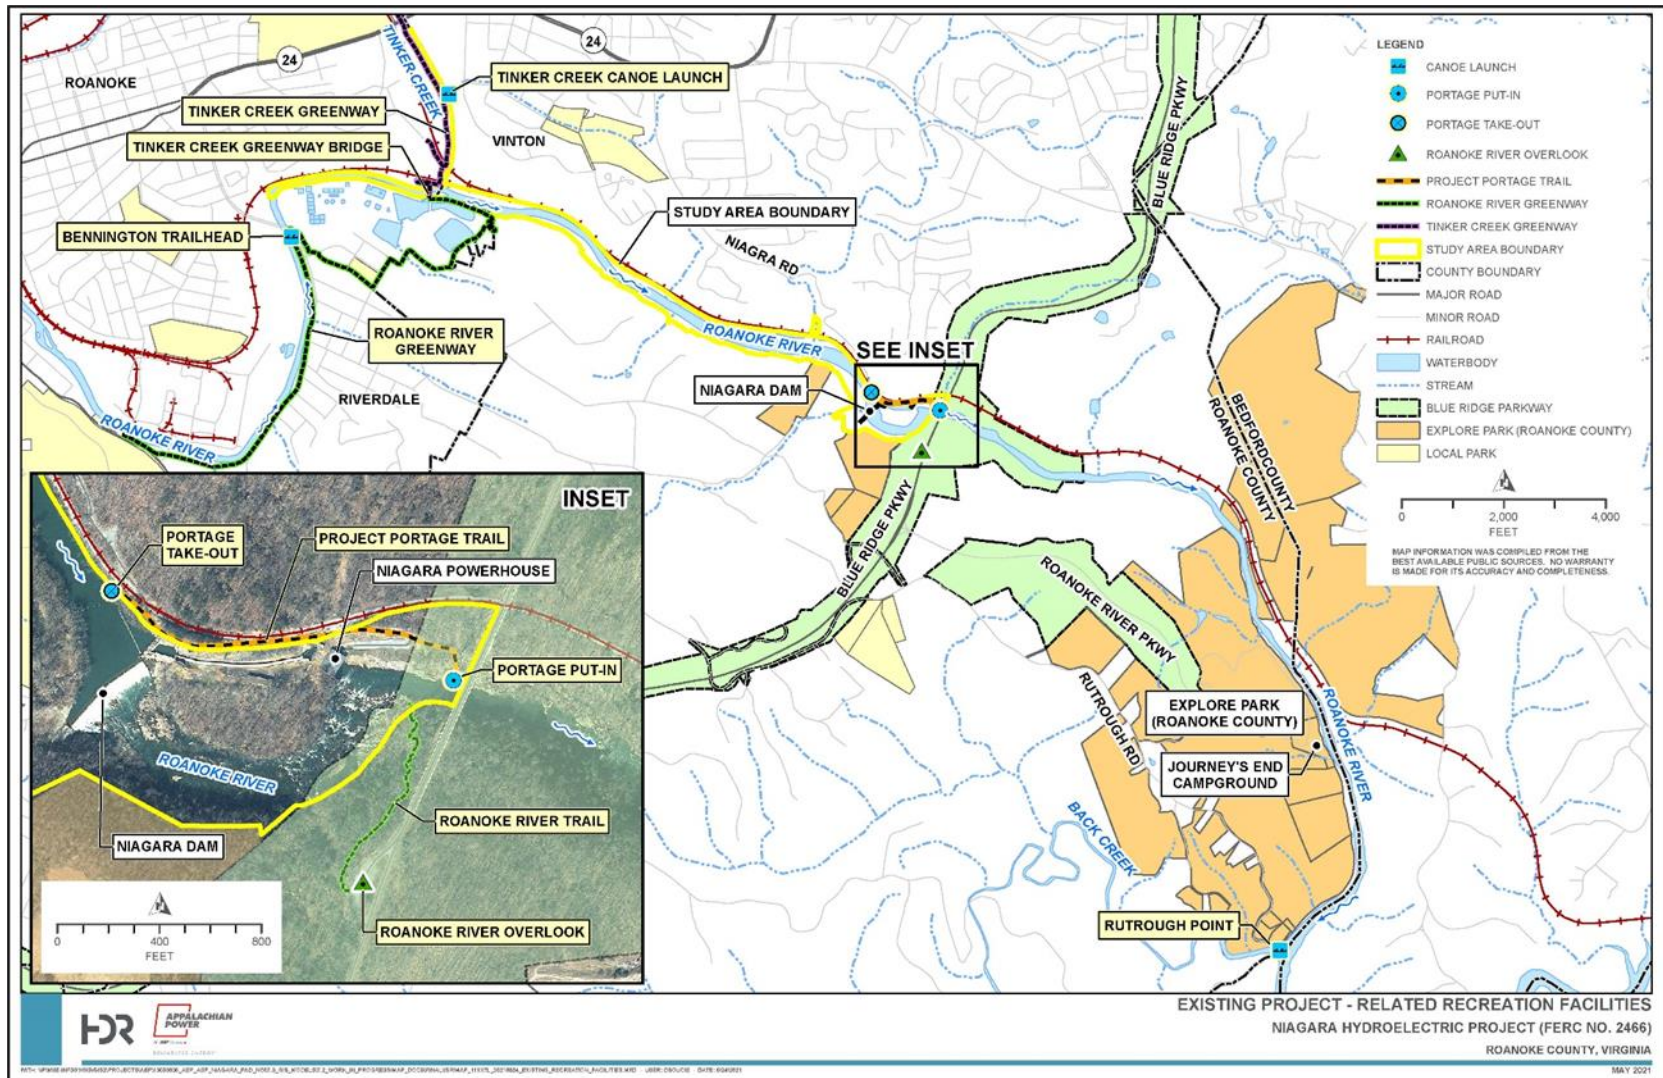 24
24
ROANOKE
TINKER CREEK
TINKER CREEK CANOE LAUNCH
TINKER CREEK GREENWAY
VINTON
TINKER CREEK GREENWAY BRIDGE
BLUE RIDGE PKWY
STUDY AREA BOUNDARY
BENNINGTON TRAILHEAD
NIAGRA RD
ROANOKE RIVER
GREENWAY
ROANOKE RIVER
SEE INSET
NIAGARA DAM
RIVERDALE
ROANOKE RIVER
BEDFORDCOUNTY
ROANOKE COUNTY
BLUE RIDGE PKWY
ROANOKE RIVER PKWY
RUTROUGH RD
EXPLORE PARK
(ROANOKE COUNTY)
JOURNEY'S END
CAMPGROUND
ROANOKE RIVER
BACK CREEK
RUTROUGH POINT
LEGEND
CANOE LAUNCH
PORTAGE PUT-IN
PORTAGE TAKE-OUT
ROANOKE RIVER OVERLOOK
PROJECT PORTAGE TRAIL
ROANOKE RIVER GREENWAY
TINKER CREEK GREENWAY
STUDY AREA BOUNDARY
COUNTY BOUNDARY
MAJOR ROAD
MINOR ROAD
RAILROAD
WATERBODY
STREAM
BLUE RIDGE PARKWAY
EXPLORE PARK (ROANOKE COUNTY)
LOCAL PARK
N
0 2,000 4,000
FEET
MAP INFORMATION WAS COMPILED FROM THE
BEST AVAILABLE PUBLIC SOURCES. NO WARRANTY
IS MADE FOR ITS ACCURACY AND COMPLETENESS.
INSET
PORTAGE
TAKE-OUT
PROJECT PORTAGE TRAIL
NIAGARA POWERHOUSE
PORTAGE PUT-IN
ROANOKE RIVER
ROANOKE RIVER TRAIL
NIAGARA DAM
ROANOKE RIVER OVERLOOK
N
0 400 800
FEET
HDR
APPALACHIAN
POWER
EXISTING PROJECT - RELATED RECREATION FACILITIES
NIAGARA HYDROELECTRIC PROJECT (FERC NO. 2466)
ROANOKE COUNTY, VIRGINIA
MAY 2021